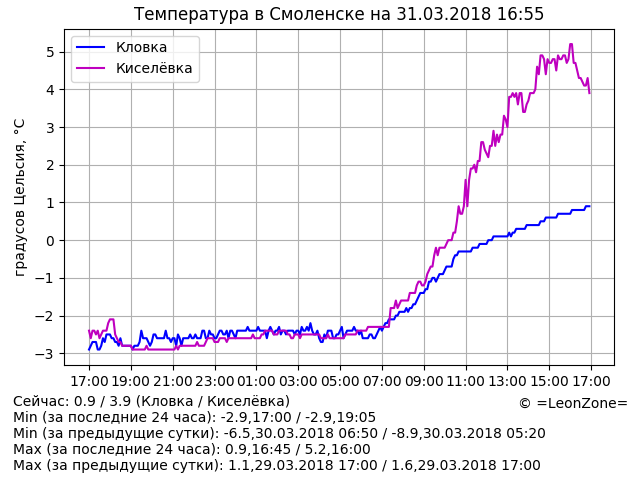 Температура в Смоленске на 31.03.2018 16:55
Кловка
Киселёвка
градусов Цельсия, °C
5
4
3
2
1
0
−1
−2
−3
17:00 19:00 21:00 23:00 01:00 03:00 05:00 07:00 09:00 11:00 13:00 15:00 17:00
Сейчас: 0.9 / 3.9 (Кловка / Киселёвка)
© =LeonZone=
Min (за последние 24 часа): -2.9,17:00 / -2.9,19:05
Min (за предыдущие сутки): -6.5,30.03.2018 06:50 / -8.9,30.03.2018 05:20
Max (за последние 24 часа): 0.9,16:45 / 5.2,16:00
Max (за предыдущие сутки): 1.1,29.03.2018 17:00 / 1.6,29.03.2018 17:00